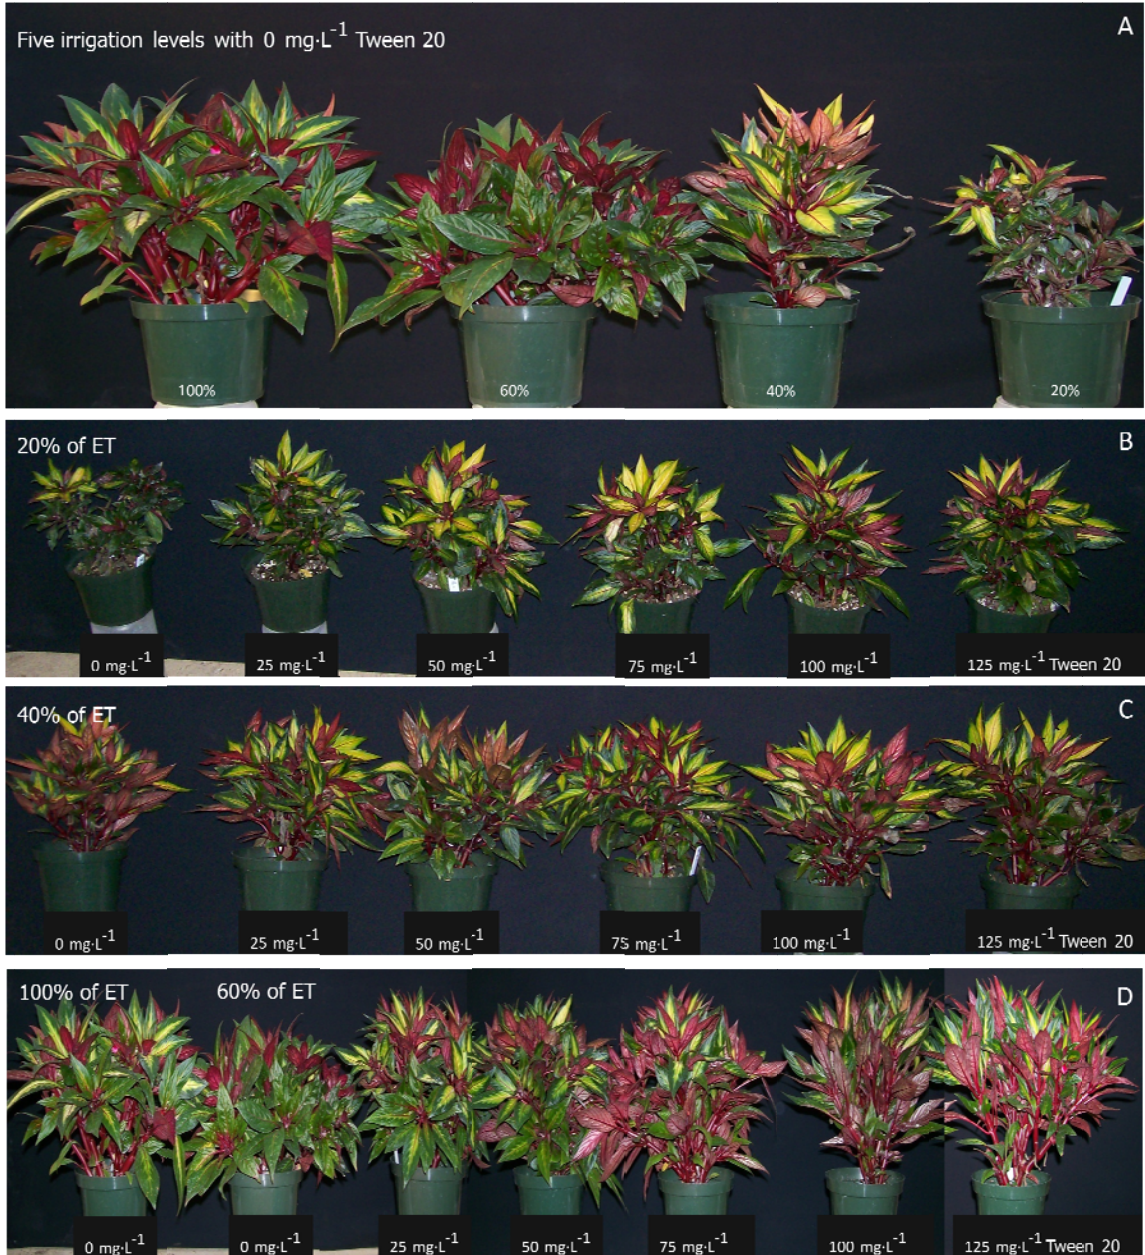 Five irrigation levels with 0 mg·L⁻¹ Tween 20
A
100%
60%
40%
20%
20% of ET
B
0 mg·L⁻¹
25 mg·L⁻¹
50 mg·L⁻¹
75 mg·L⁻¹
100 mg·L⁻¹
125 mg·L⁻¹ Tween 20
40% of ET
C
0 mg·L⁻¹
25 mg·L⁻¹
50 mg·L⁻¹
75 mg·L⁻¹
100 mg·L⁻¹
125 mg·L⁻¹ Tween 20
100% of ET
60% of ET
D
0 mg·L⁻¹
0 mg·L⁻¹
25 mg·L⁻¹
50 mg·L⁻¹
75 mg·L⁻¹
100 mg·L⁻¹
125 mg·L⁻¹ Tween 20